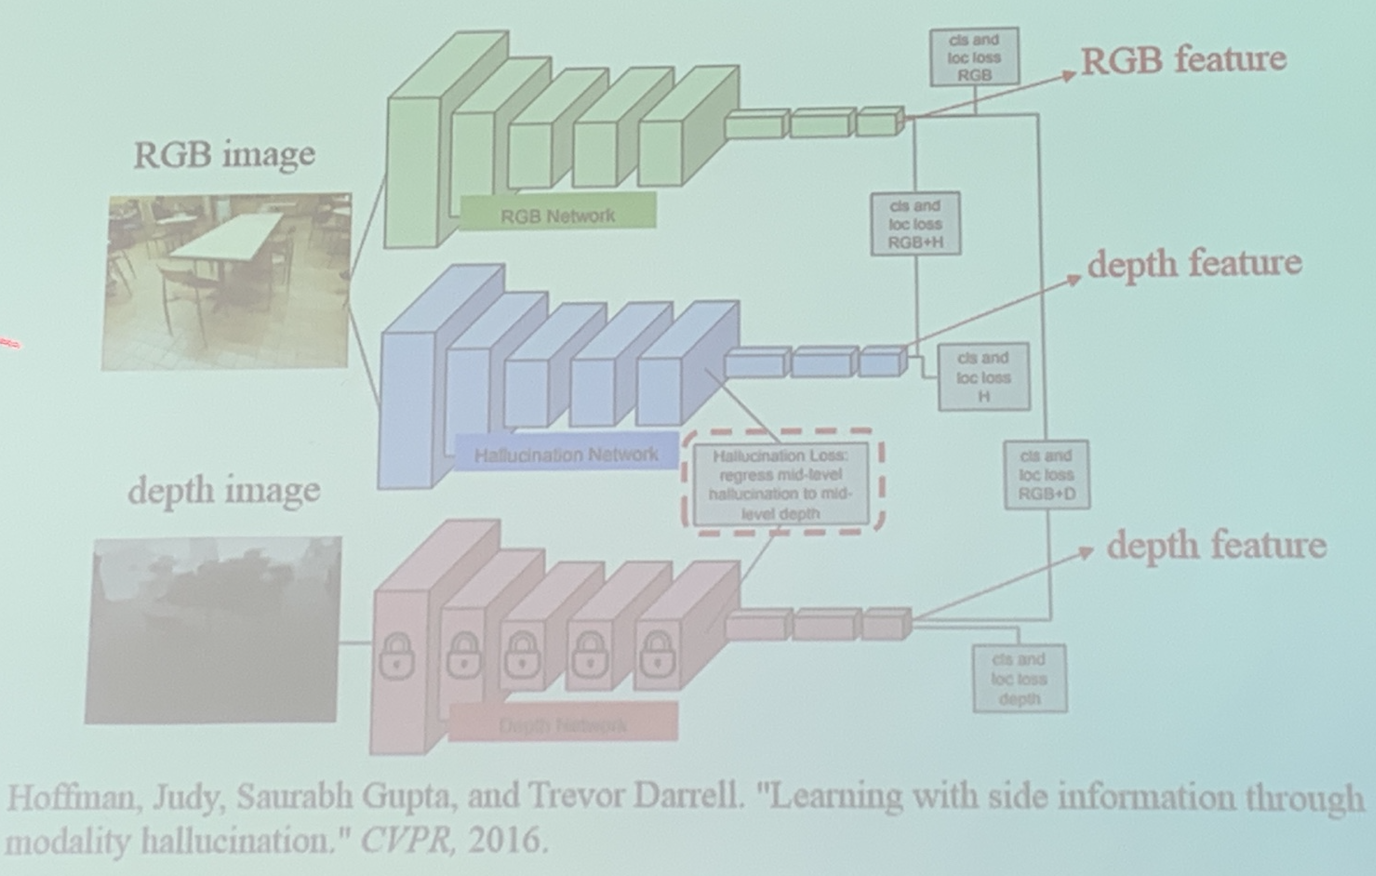 cls and
loc loss
RGB
RGB feature
RGB image
RGB Network
cls and
loc loss
RGB+H
depth feature
cls and
loc loss
H
Hallucination Network
Hallucination Loss:
regress mid-level
hallucination to mid-
level depth
cls and
loc loss
RGB+D
depth image
depth feature
cls and
loc loss
depth
Depth Network
Hoffman, Judy, Saurabh Gupta, and Trevor Darrell. "Learning with side information through
modality hallucination." CVPR, 2016.